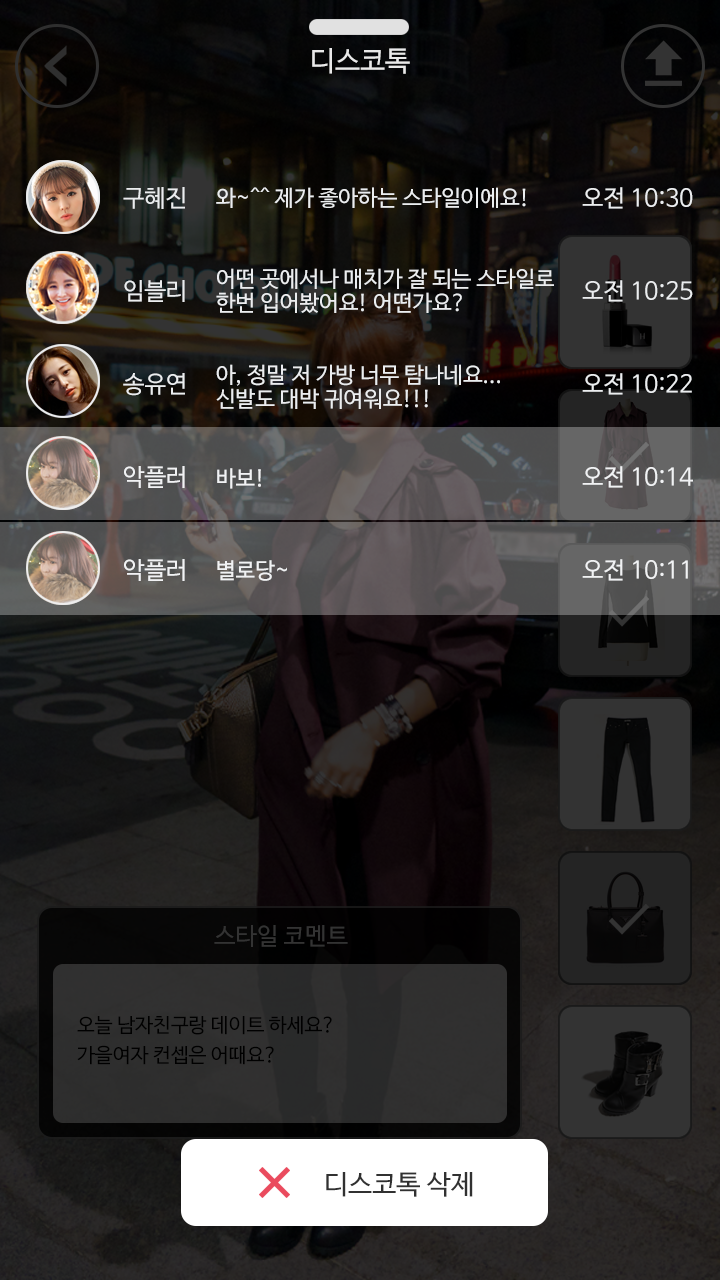 디스코톡
구혜진 와~^^ 제가 좋아하는 스타일이에요! 오전 10:30
임블리 어떤 곳에서나 매치가 잘 되는 스타일로 오전 10:25
한번 입어봤어요! 어떤가요?
송유연 아, 정말 저 가방 너무 탐나네요... 오전 10:22
신발도 대박 귀여워요!!!
악플러 바보! 오전 10:14
악플러 별로당~ 오전 10:11
스타일 코멘트
오늘 남자친구랑 데이트 하세요?
가을여자 컨셉은 어때요?
디스코톡 삭제